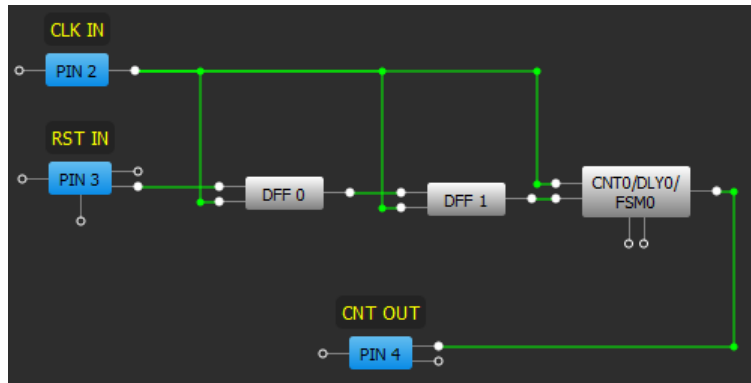 CLK IN
PIN 2
RST IN
PIN 3
DFF 0
DFF 1
CNT0/DLY0/
FSM0
CNT OUT
PIN 4